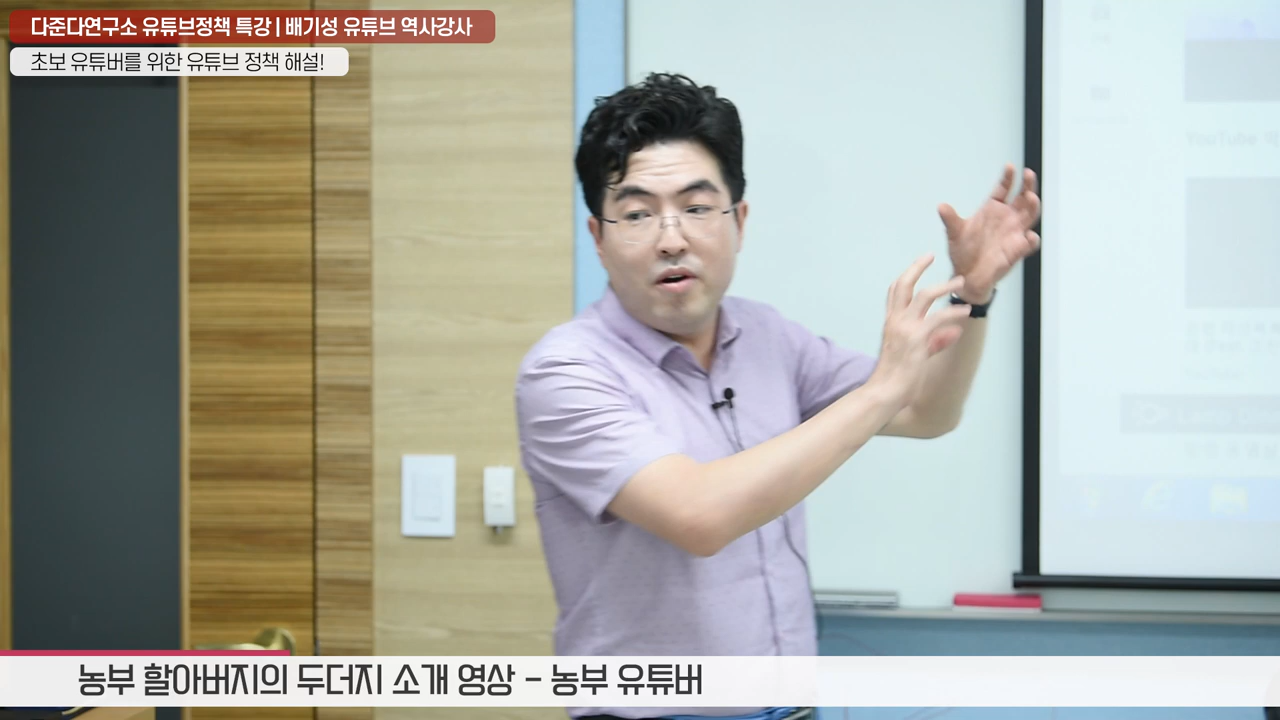 다준다연구소 유튜브정책 특강 | 배기성 유튜브 역사강사
초보 유튜버를 위한 유튜브 정책 해설!
YouTube
농부 할아버지의 두더지 소개 영상 - 농부 유튜버